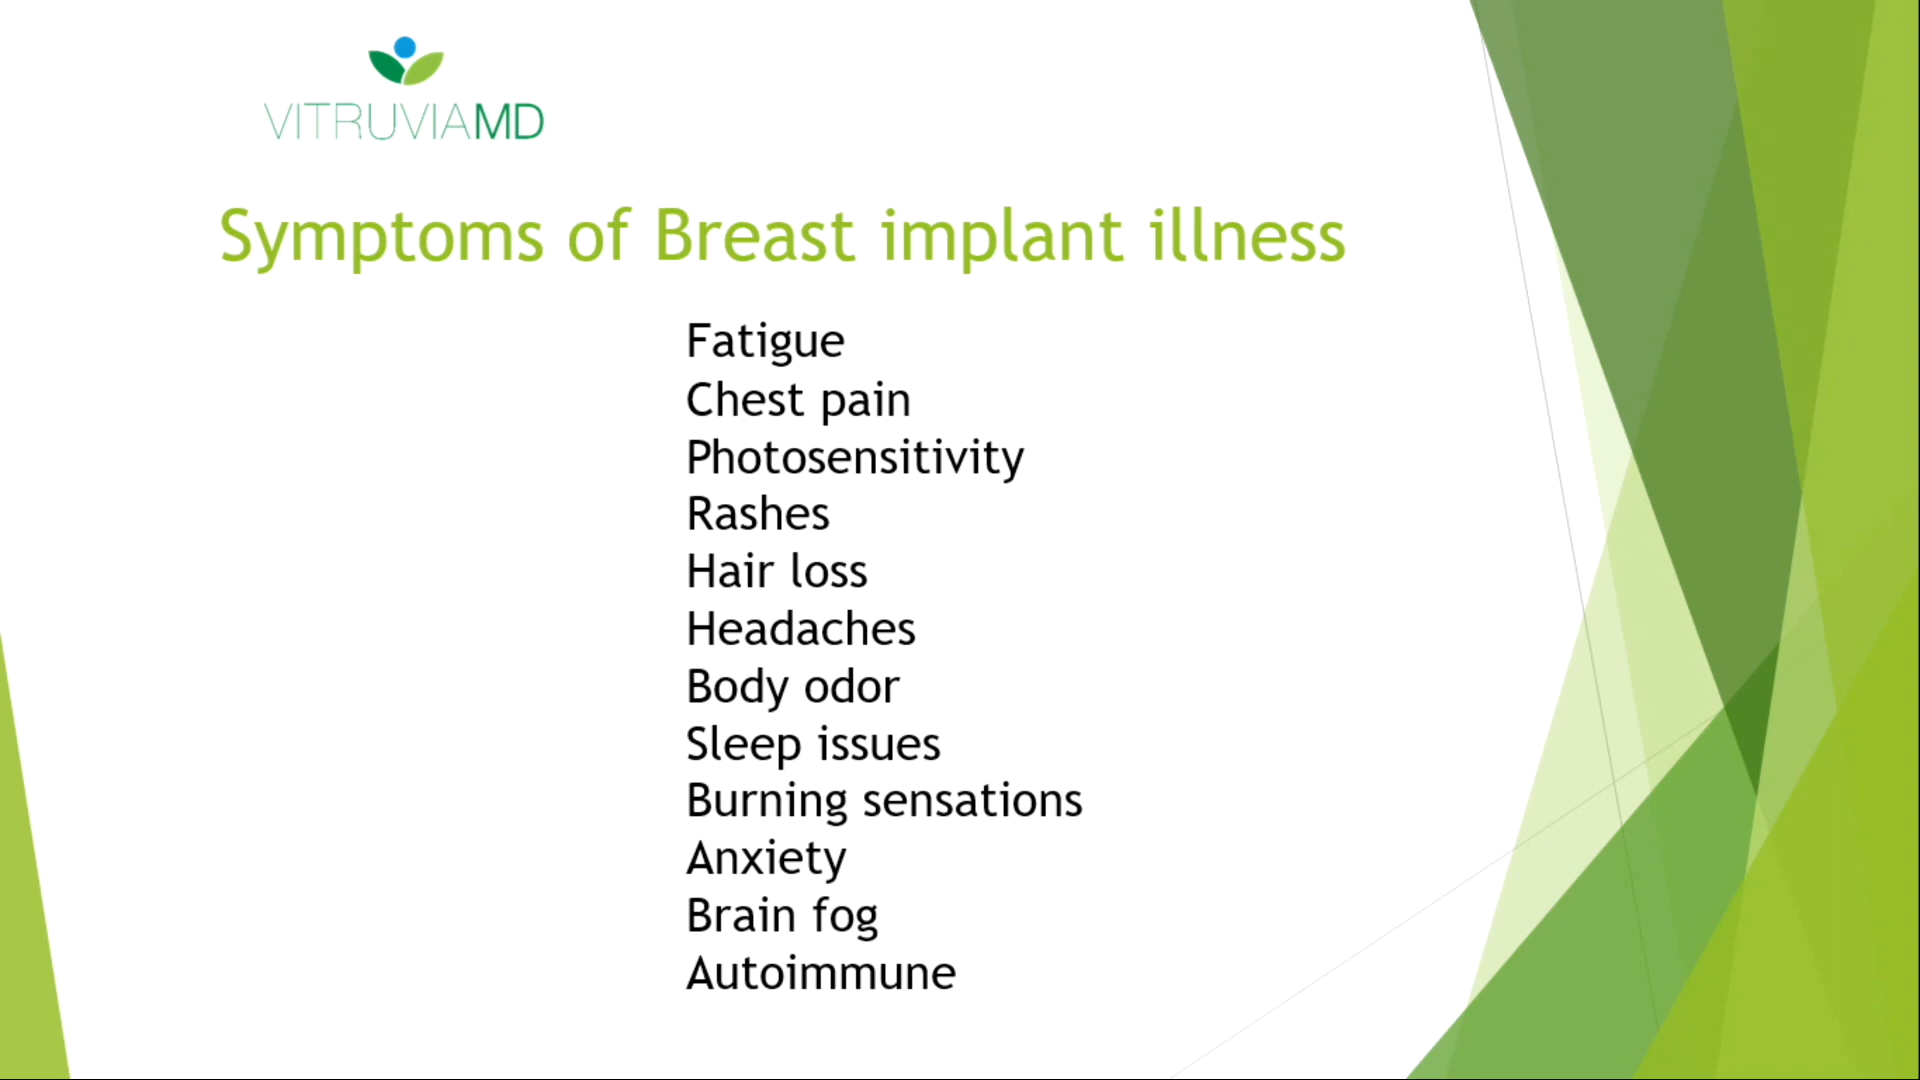 VITRUVIAMD
Symptoms of Breast implant illness
Fatigue
Chest pain
Photosensitivity
Rashes
Hair loss
Headaches
Body odor
Sleep issues
Burning sensations
Anxiety
Brain fog
Autoimmune